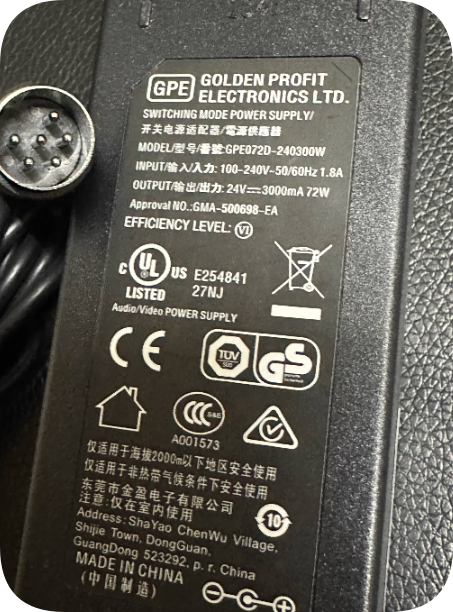 GPE GOLDEN PROFIT
ELECTRONICS LTD.
SWITCHING MODE POWER SUPPLY/
开关电源适配器/電源供應器
MODEL/型号/番號:GPE072D-240300W
INPUT/输入/入力: 100-240V~50/60Hz 1.8A
OUTPUT/输出/出力: 24V⎓3000mA 72W
Approval NO.:GMA-500698-EA
EFFICIENCY LEVEL: VI
c UL US E254841
LISTED 27NJ
Audio/Video POWER SUPPLY
CE
TÜV SÜD
GS
CCC S&E
A001573
仅适用于海拔2000m以下地区安全使用
仅适用于非热带气候条件下安全使用
东莞市金盈电子有限公司
注意:仅在室内使用
10
Address: ShaYao ChenWu Village,
Shijie Town, DongGuan,
GuangDong 523292, p. r. China
MADE IN CHINA
(中国制造)